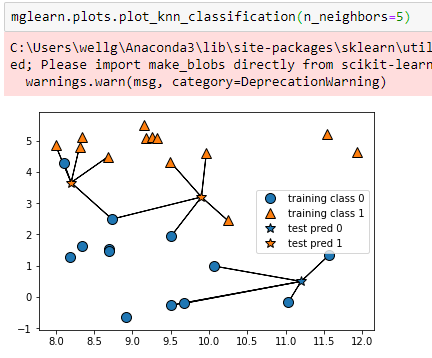 mglearn.plots.plot_knn_classification(n_neighbors=5)
C:\Users\wellg\Anaconda3\lib\site-packages\sklearn\util
ed; Please import make_blobs directly from scikit-learn
warnings.warn(msg, category=DeprecationWarning)
5
4
3
2
1
0
−1
training class 0
training class 1
test pred 0
test pred 1
8.0 8.5 9.0 9.5 10.0 10.5 11.0 11.5 12.0